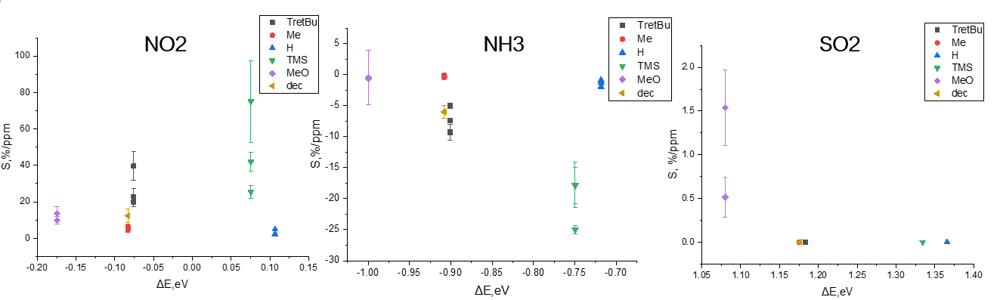 NO2
TretBu
Me
H
TMS
MeO
dec
100
80
60
40
20
0
S,%/ppm
-0.20
-0.15
-0.10
-0.05
0.00
0.05
0.10
0.15
ΔE,eV
NH3
TretBu
Me
H
TMS
MeO
dec
5
0
-5
-10
-15
-20
-25
-30
S,%/ppm
-1.00
-0.95
-0.90
-0.85
-0.80
-0.75
-0.70
ΔE,eV
SO2
TretBu
Me
H
TMS
MeO
dec
2.0
1.5
1.0
0.5
0.0
S, %/ppm
1.05
1.10
1.15
1.20
1.25
1.30
1.35
1.40
ΔE,eV